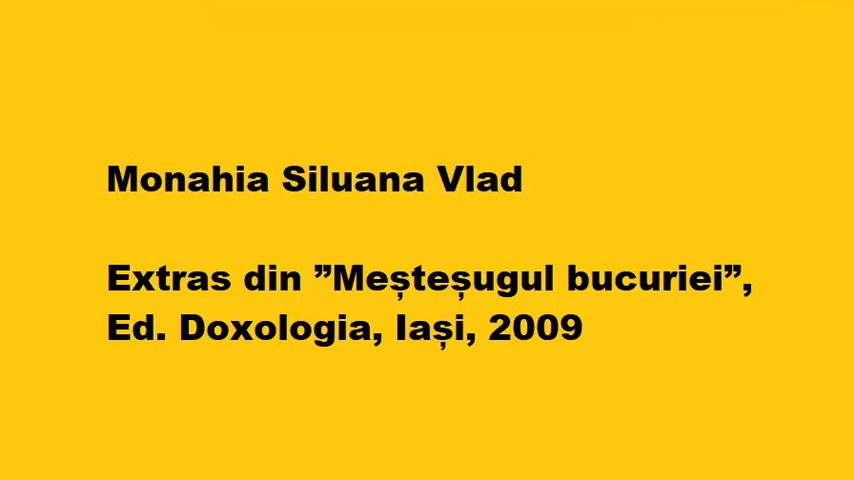 Monahia Siluana Vlad
Extras din ”Meșteșugul bucuriei”,
Ed. Doxologia, Iași, 2009